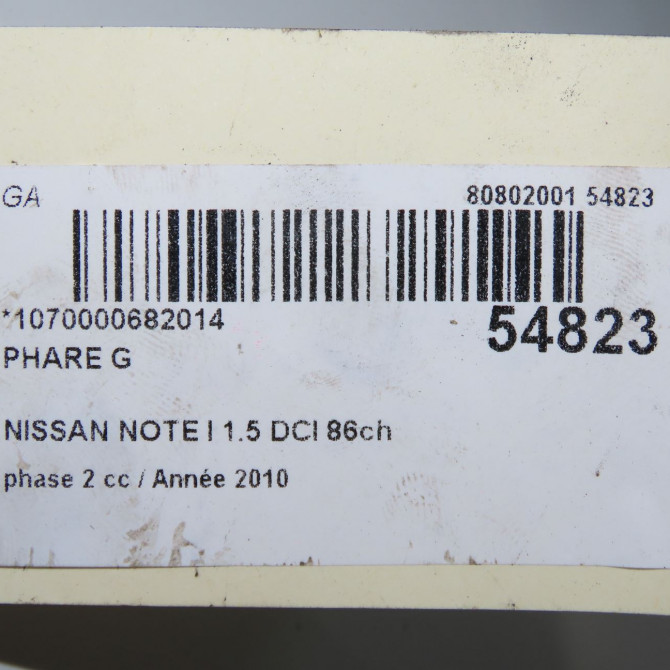 GA 80802001 54823
*1070000682014 54823
PHARE G
NISSAN NOTE I 1.5 DCI 86ch
phase 2 cc / Année 2010